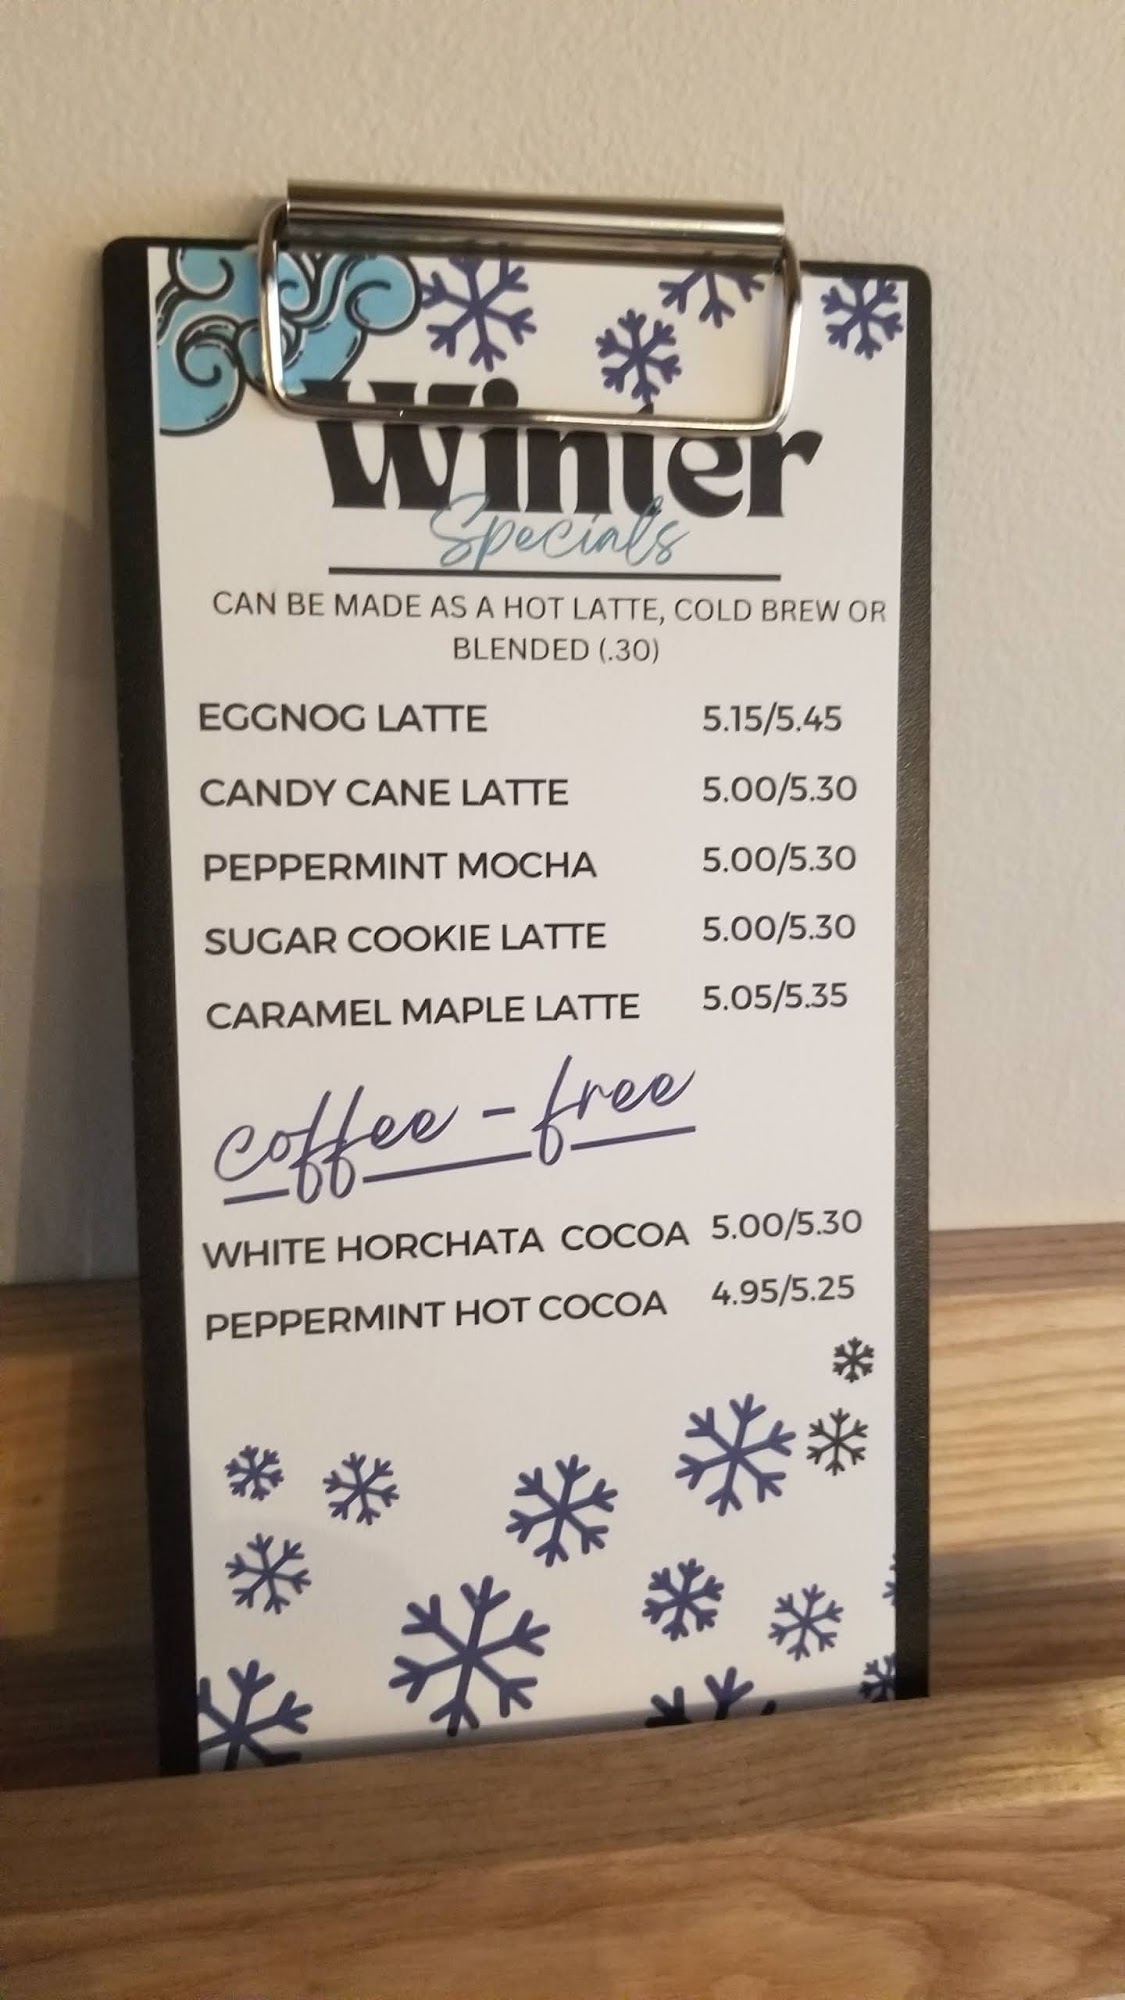 Winter
Specials
CAN BE MADE AS A HOT LATTE, COLD BREW OR
BLENDED (.30)
EGGNOG LATTE 5.15/5.45
CANDY CANE LATTE 5.00/5.30
PEPPERMINT MOCHA 5.00/5.30
SUGAR COOKIE LATTE 5.00/5.30
CARAMEL MAPLE LATTE 5.05/5.35
coffee - free
WHITE HORCHATA COCOA 5.00/5.30
PEPPERMINT HOT COCOA 4.95/5.25